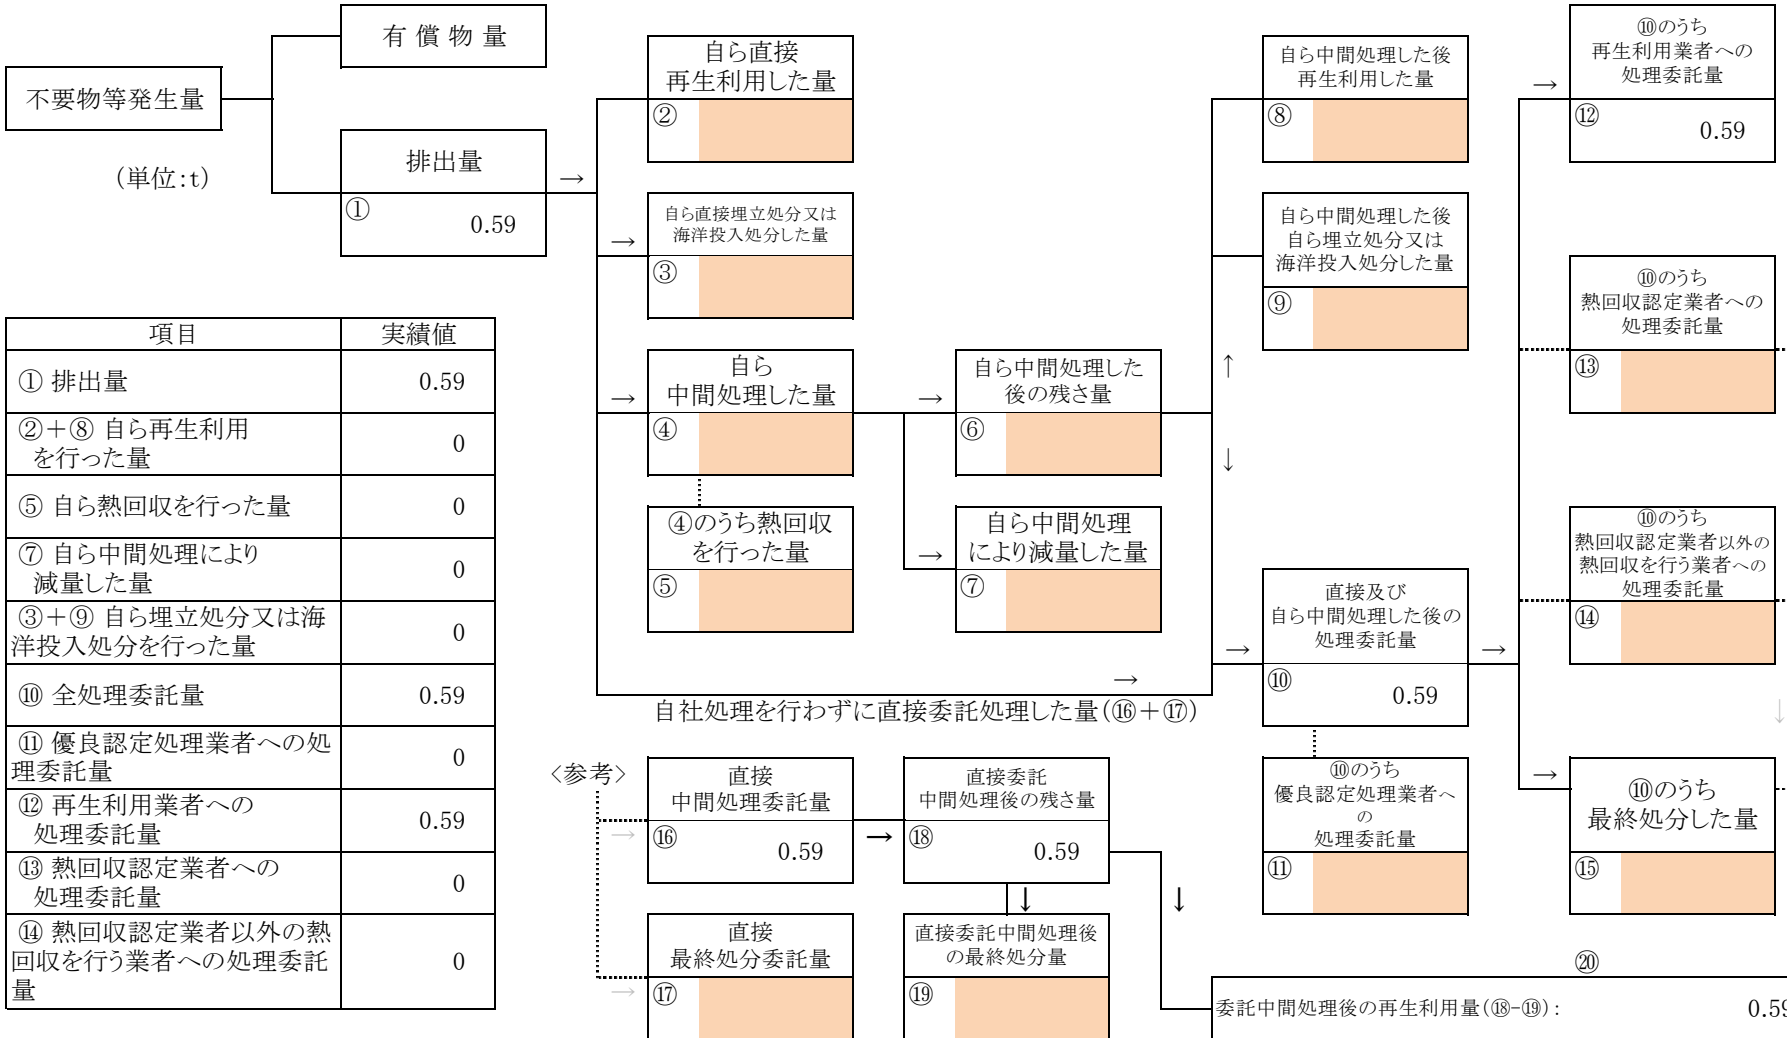 有 償 物 量
不要物等発生量
(単位:t)
排出量
①
0.59
→
自ら直接
再生利用した量
②
→
自ら直接埋立処分又は
海洋投入処分した量
③
→
自ら
中間処理した量
④
④のうち熱回収
を行った量
⑤
→
自ら中間処理した
後の残さ量
⑥
→
自ら中間処理
により減量した量
⑦
↑
↓
自ら中間処理した後
再生利用した量
⑧
自ら中間処理した後
自ら埋立処分又は
海洋投入処分した量
⑨
→
直接及び
自ら中間処理した後の
処理委託量
⑩
0.59
→
⑩のうち
優良認定処理業者へ
の
処理委託量
⑪
→
⑩のうち
再生利用業者への
処理委託量
⑫
0.59
⑩のうち
熱回収認定業者への
処理委託量
⑬
⑩のうち
熱回収認定業者以外の
熱回収を行う業者への
処理委託量
⑭
↓
→
⑩のうち
最終処分した量
⑮
→
自社処理を行わずに直接委託処理した量(⑯+⑰)
項目 実績値
① 排出量 0.59
②+⑧ 自ら再生利用
を行った量
0
⑤ 自ら熱回収を行った量 0
⑦ 自ら中間処理により
減量した量
0
③+⑨ 自ら埋立処分又は海
洋投入処分を行った量
0
⑩ 全処理委託量 0.59
⑪ 優良認定処理業者への処
理委託量
0
⑫ 再生利用業者への
処理委託量
0.59
⑬ 熱回収認定業者への
処理委託量
0
⑭ 熱回収認定業者以外の熱
回収を行う業者への処理委託
量
0
<参考>
→
直接
中間処理委託量
⑯
0.59
→
直接委託
中間処理後の残さ量
⑱
0.59
↓
↓
→
直接
最終処分委託量
⑰
直接委託中間処理後
の最終処分量
⑲
⑳
委託中間処理後の再生利用量(⑱-⑲): 0.59